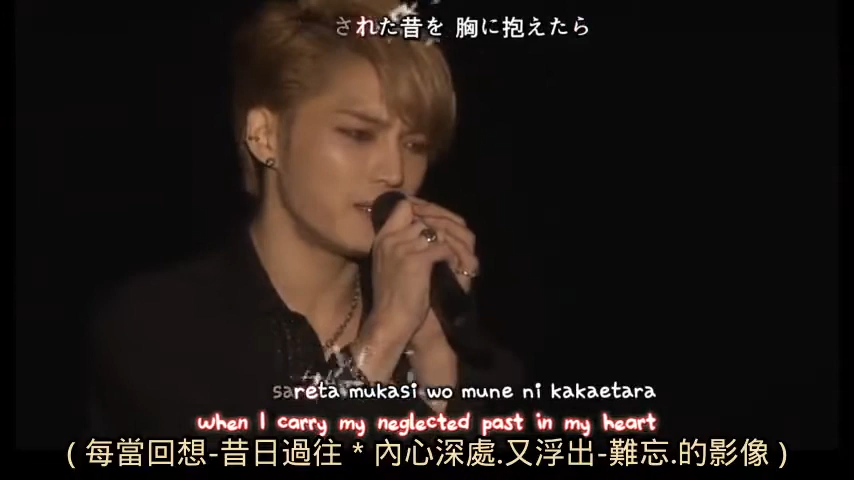 された昔を 胸に抱えたら
sareta mukasi wo mune ni kakaetara
when I carry my neglected past in my heart
( 每當回想-昔日過往 * 內心深處.又浮出-難忘.的影像 )